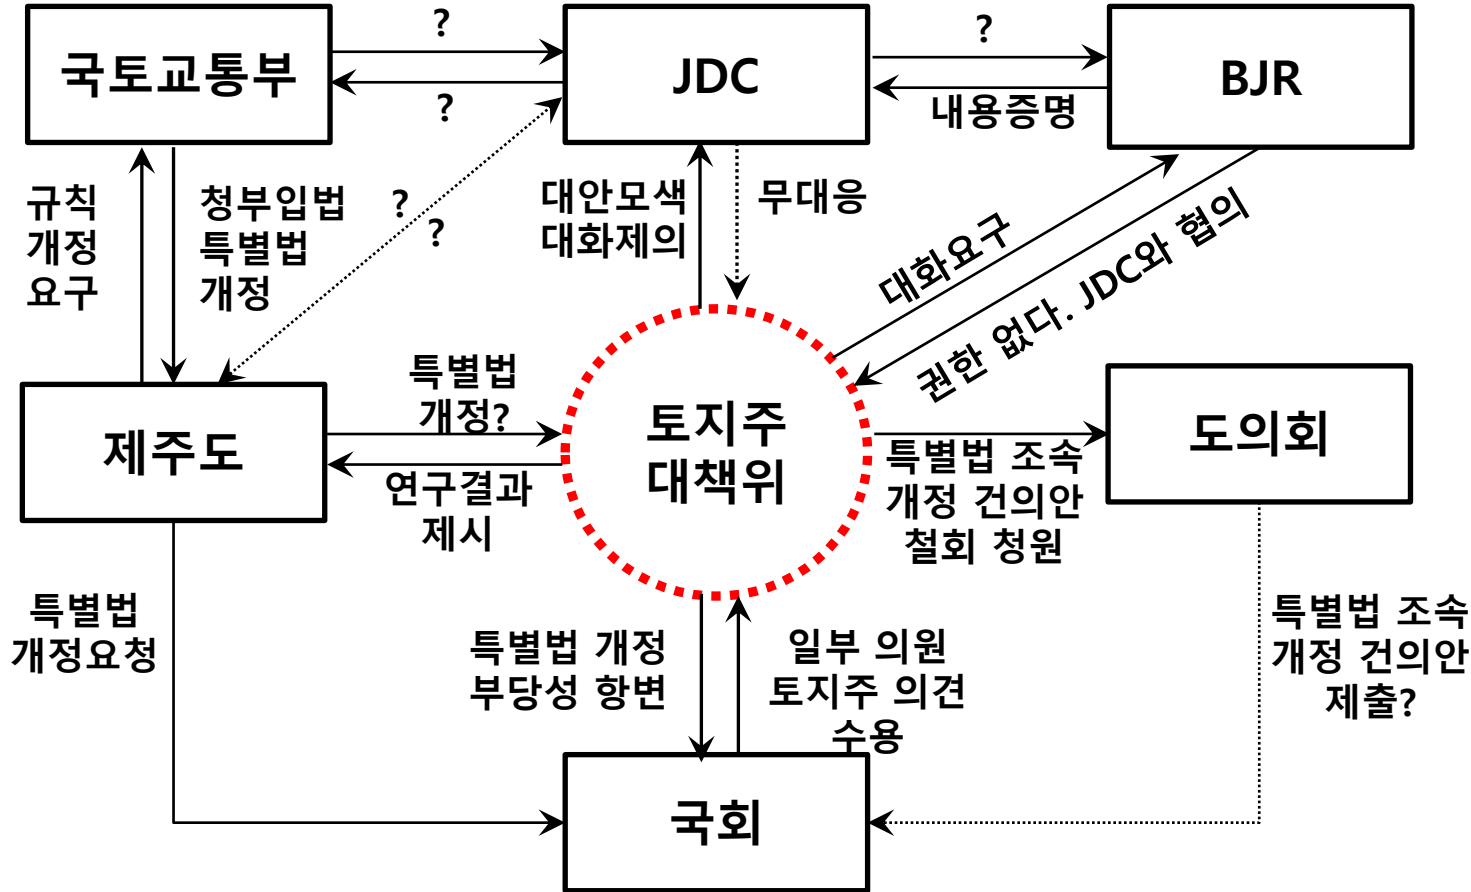 국토교통부
?
?
JDC
?
내용증명
BJR
규칙
개정
요구
청부입법
특별법
개정
?
?
대안모색
대화제의
무대응
대화요구
권한 없다. JDC와 협의
제주도
특별법
개정?
연구결과
제시
토지주
대책위
특별법 조속
개정 건의안
철회 청원
도의회
특별법
개정요청
특별법 개정
부당성 항변
일부 의원
토지주 의견
수용
특별법 조속
개정 건의안
제출?
국회